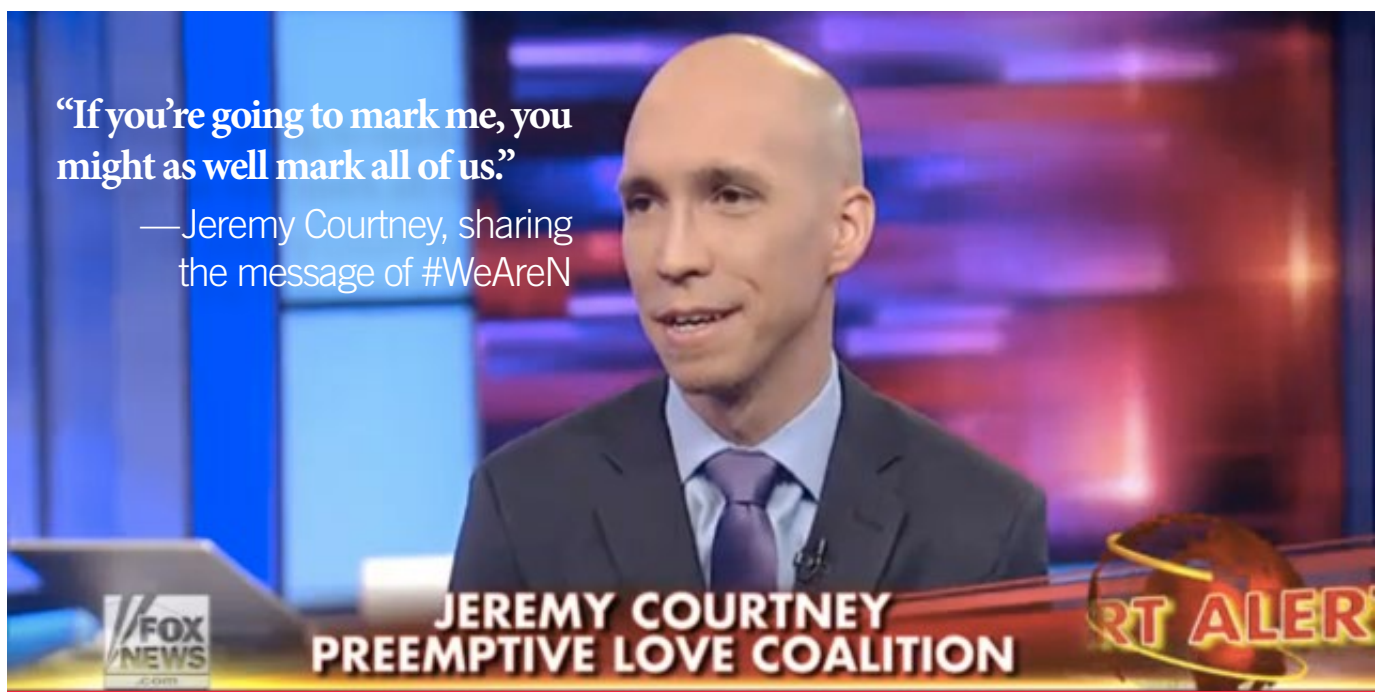 “If you’re going to mark me, you
might as well mark all of us.”
—Jeremy Courtney, sharing
the message of #WeAreN
JEREMY COURTNEY
PREEMPTIVE LOVE COALITION
FOX
NEWS
.com
RT ALERT